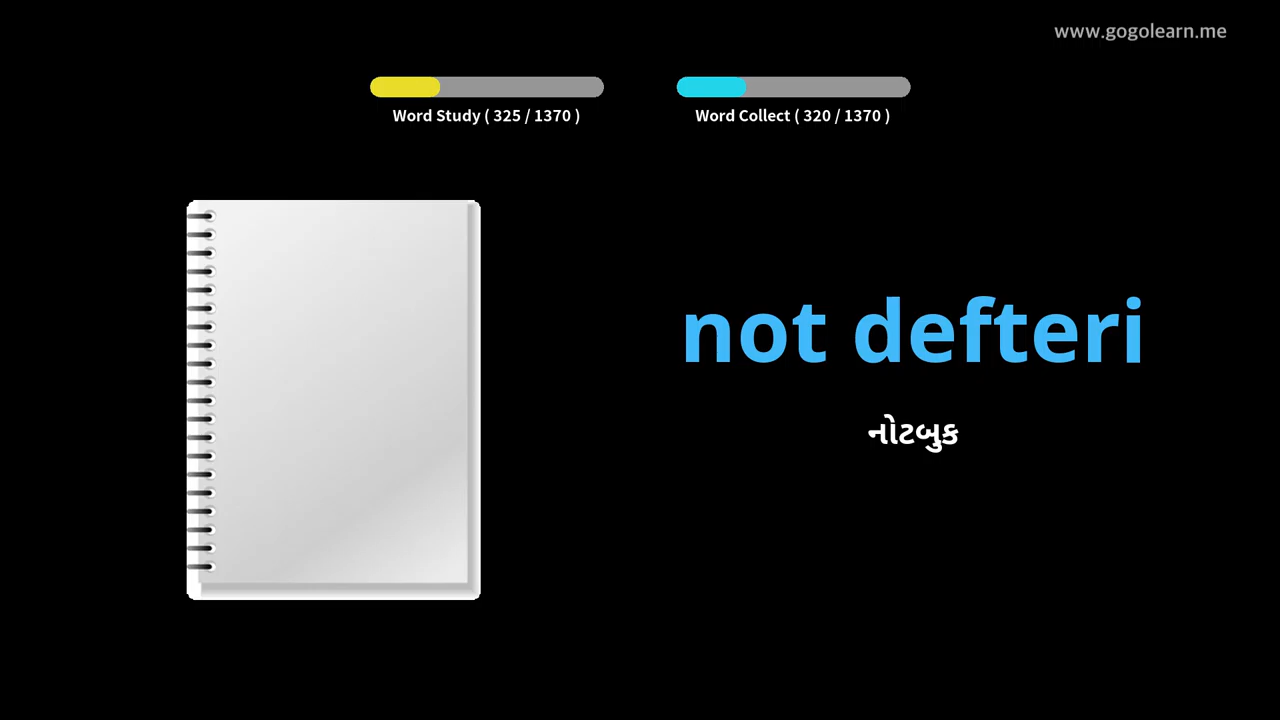 www.gogolearn.me
Word Study ( 325 / 1370 )
Word Collect ( 320 / 1370 )
not defteri
નોટબુક